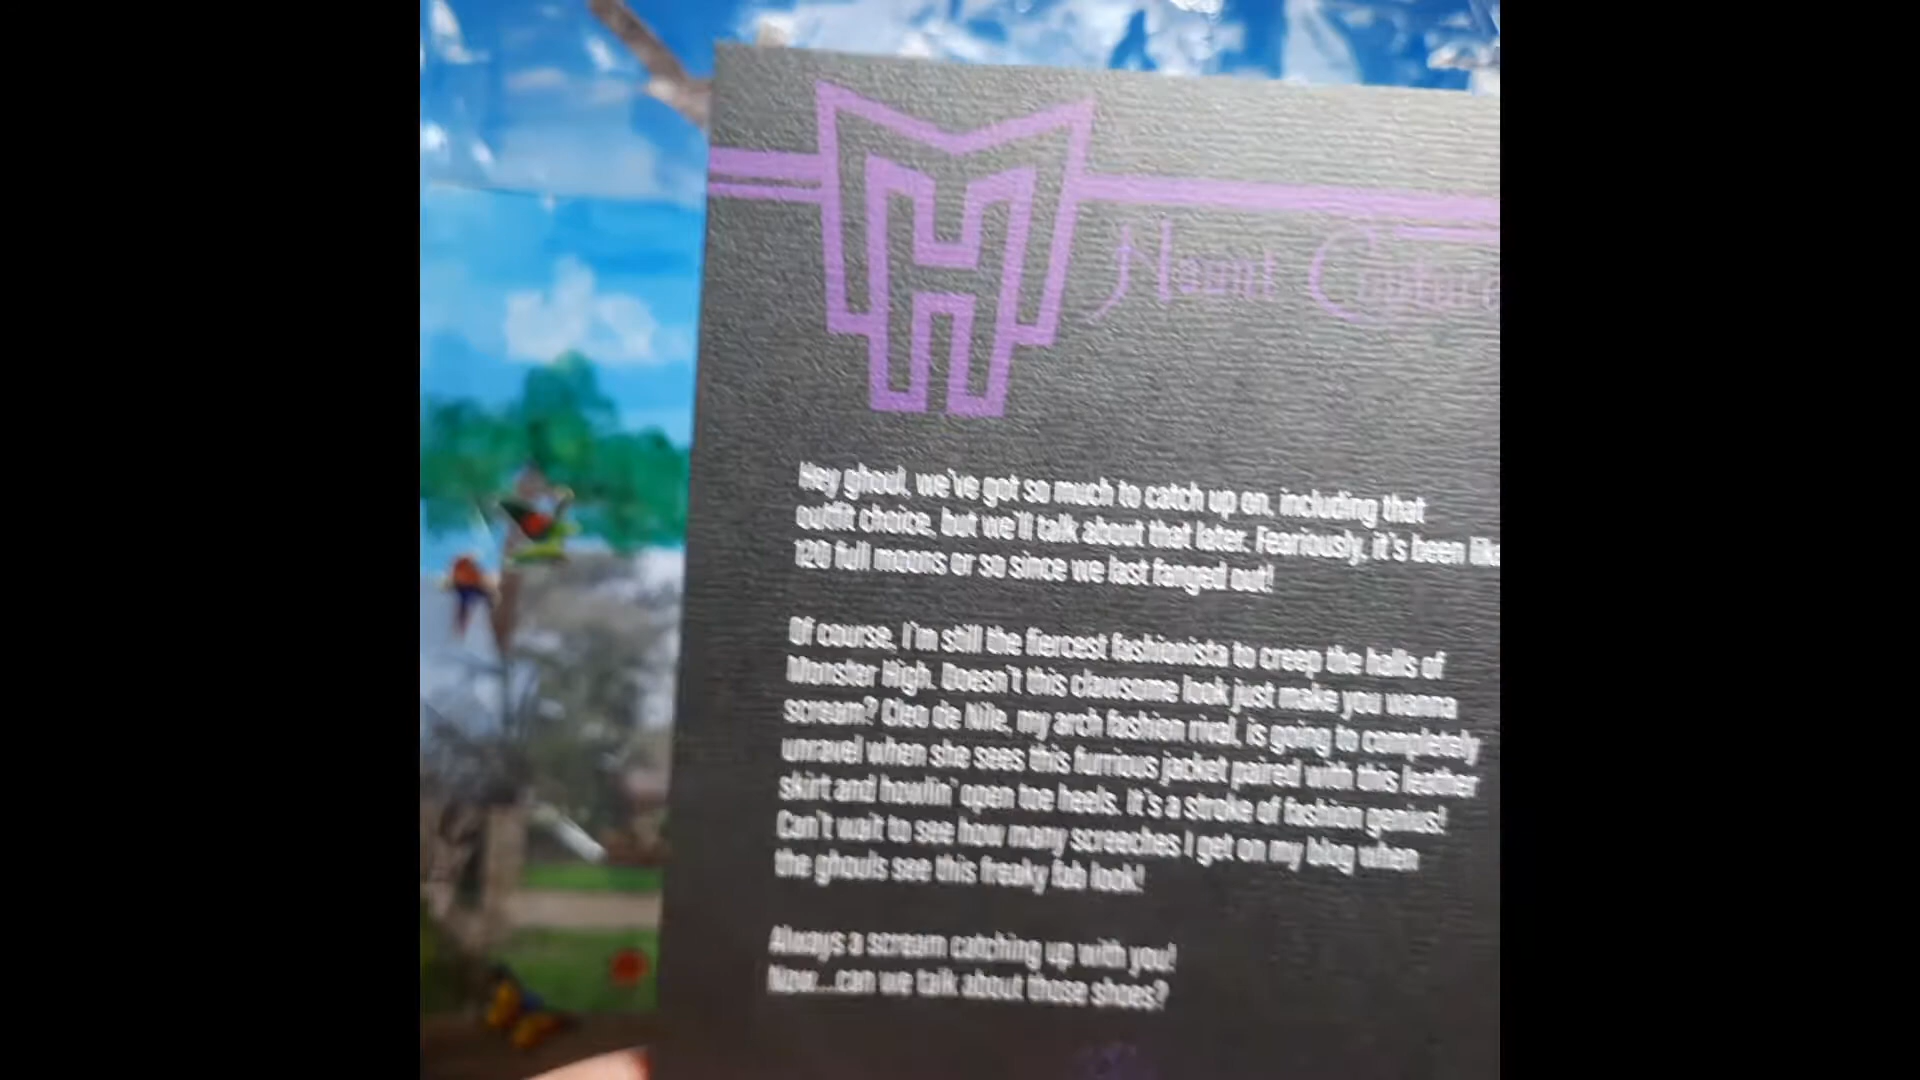 MH
Haunt Couture
Hey ghoul, we've got so much to catch up on, including that
outfit choice, but we'll talk about that later. Feariously, it's been
120 full moons or so since we last fanged out!
Of course, I'm still the fiercest fashionista to creep the halls of
Monster High. Doesn't this clawsome look just make you wanna
scream? Cleo de Nile, my arch fashion rival, is going to completely
unravel when she sees this furrious jacket paired with this leather
skirt and howlin' open toe heels. It's a stroke of fashion genius!
Can't wait to see how many screeches I get on my blog when
the ghouls see this freaky fab look!
Always a scream catching up with you!
Now...can we talk about those shoes?